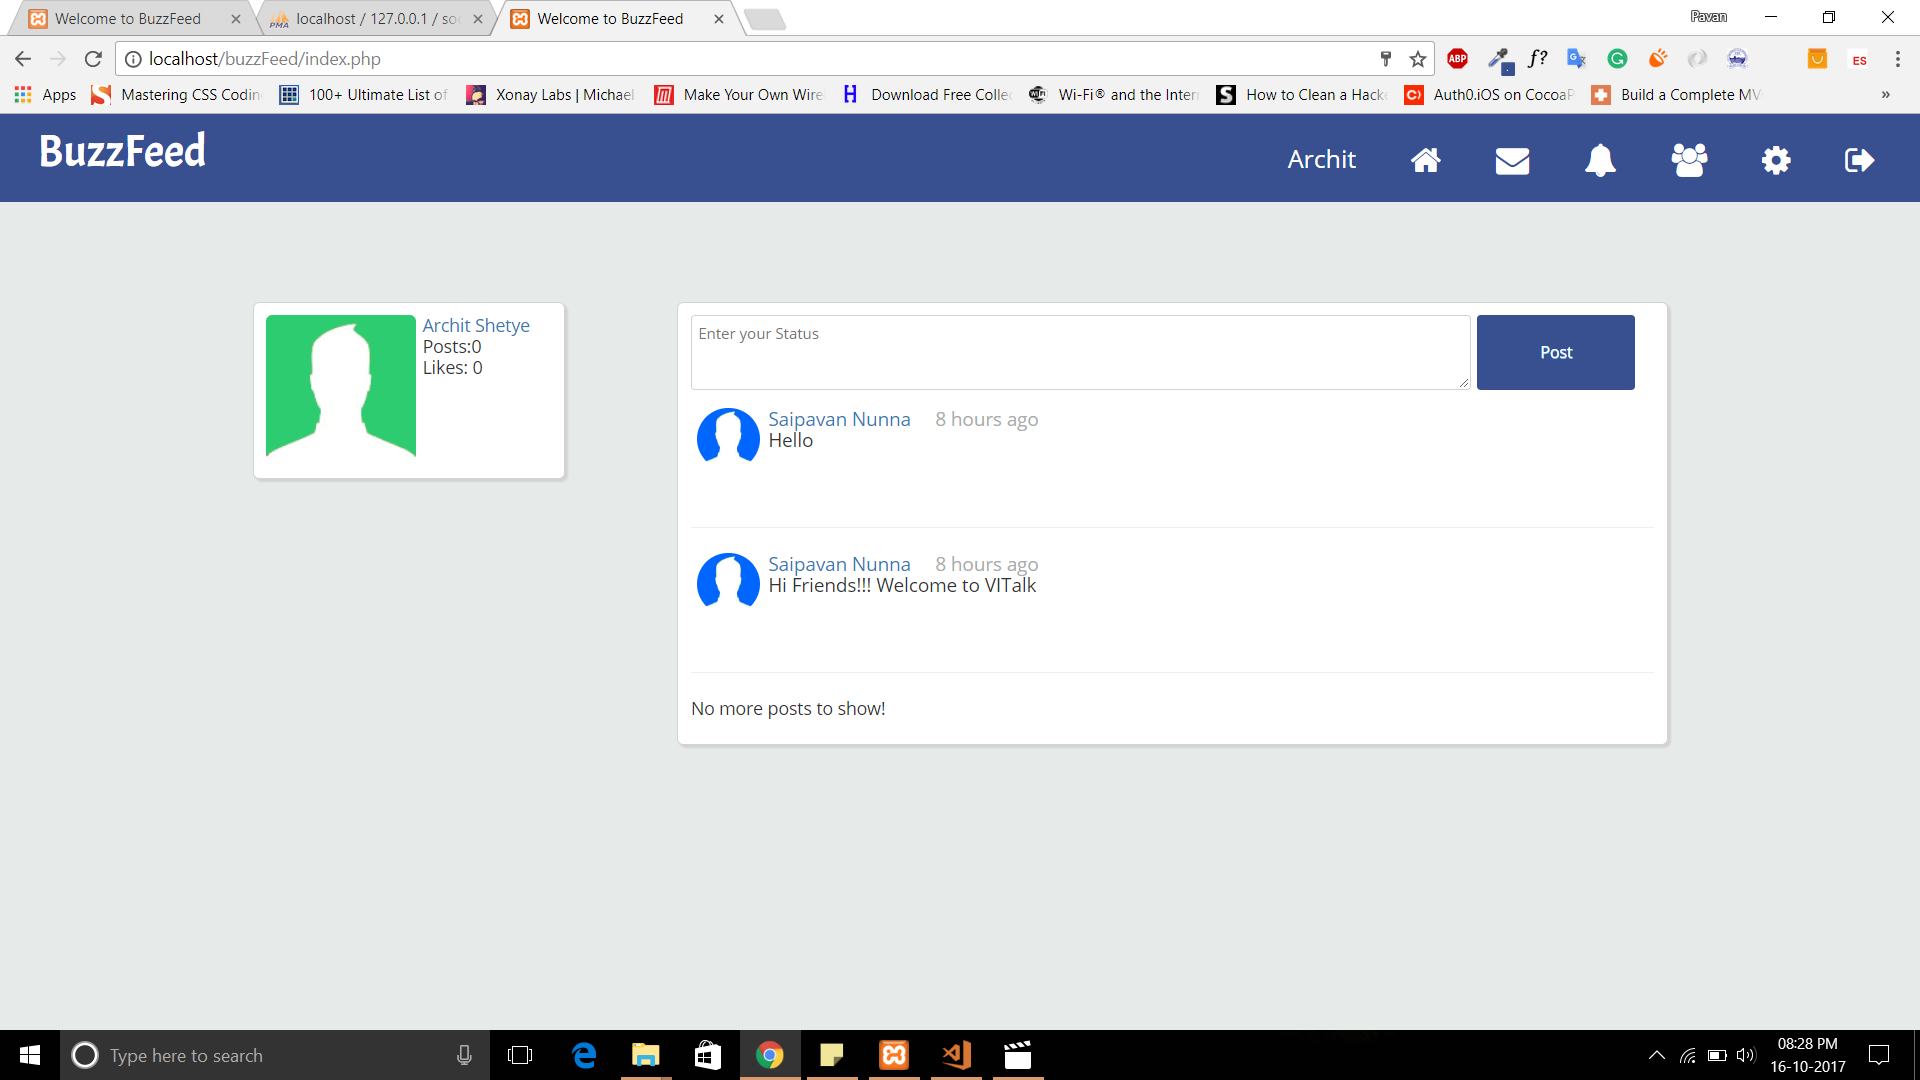 Welcome to BuzzFeed
localhost / 127.0.0.1 / so
Welcome to BuzzFeed
Pavan
localhost/buzzFeed/index.php
ABP
f?
ES
Apps
Mastering CSS Codin
100+ Ultimate List of
Xonay Labs | Michael
Make Your Own Wire
Download Free Colle
Wi-Fi® and the Inter
How to Clean a Hack
Auth0.iOS on CocoaP
Build a Complete MV
»
BuzzFeed
Archit
Archit Shetye
Posts:0
Likes: 0
Enter your Status
Post
Saipavan Nunna 8 hours ago
Hello
Saipavan Nunna 8 hours ago
Hi Friends!!! Welcome to VITalk
No more posts to show!
Type here to search
08:28 PM
16-10-2017